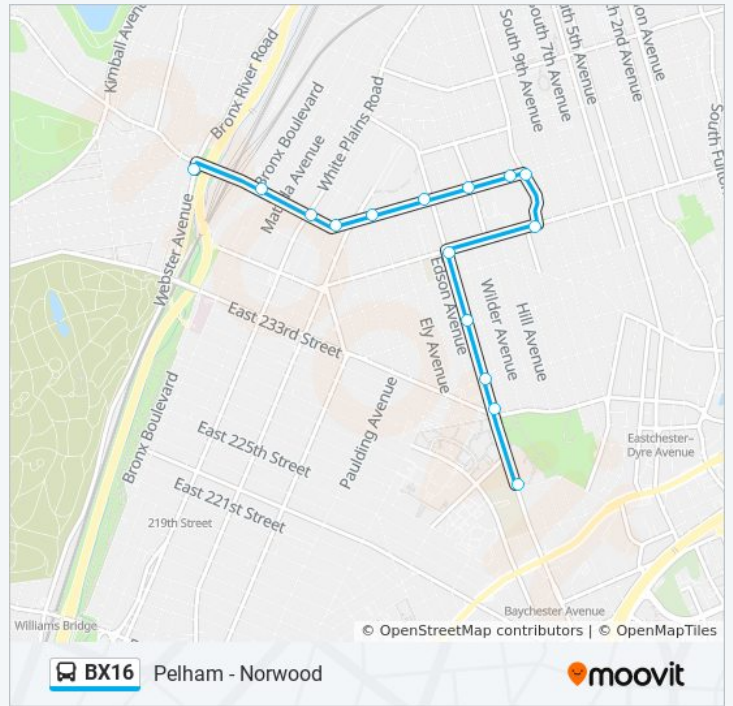 Kimball Avenue
Bronx River Road
South 9th Avenue
South 7th Avenue
South 5th Avenue
South 2nd Avenue
Bronx Boulevard
Matilda Avenue
White Plains Road
Webster Avenue
East 233rd Street
Edson Avenue
Ely Avenue
Wilder Avenue
Hill Avenue
Bronx Boulevard
Paulding Avenue
East 225th Street
East 221st Street
219th Street
Eastchester–
Dyre Avenue
Baychester Avenue
Williams Bridge
© OpenStreetMap contributors | © OpenMapTiles
BX16 Pelham - Norwood
moovit